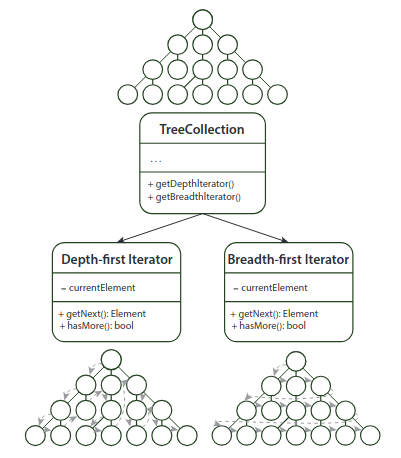 TreeCollection
...
+ getDepthIterator()
+ getBreadthIterator()
Depth-first Iterator
– currentElement
+ getNext(): Element
+ hasMore(): bool
Breadth-first Iterator
– currentElement
+ getNext(): Element
+ hasMore(): bool